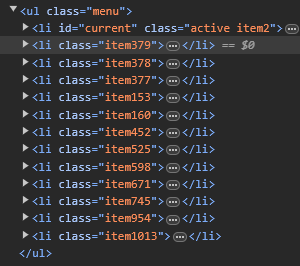 <ul class="menu">
<li id="current" class="active item2">…
<li class="item379">…</li> == $0
<li class="item378">…</li>
<li class="item377">…</li>
<li class="item153">…</li>
<li class="item160">…</li>
<li class="item452">…</li>
<li class="item525">…</li>
<li class="item598">…</li>
<li class="item671">…</li>
<li class="item745">…</li>
<li class="item954">…</li>
<li class="item1013">…</li>
</ul>